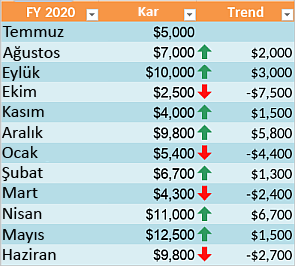 FY 2020 Kar Trend
Temmuz $5,000
Ağustos $7,000 $2,000
Eylük $10,000 $3,000
Ekim $2,500 -$7,500
Kasım $4,000 $1,500
Aralık $9,800 $5,800
Ocak $5,400 -$4,400
Şubat $6,700 $1,300
Mart $4,300 -$2,400
Nisan $11,000 $6,700
Mayıs $12,500 $1,500
Haziran $9,800 -$2,700